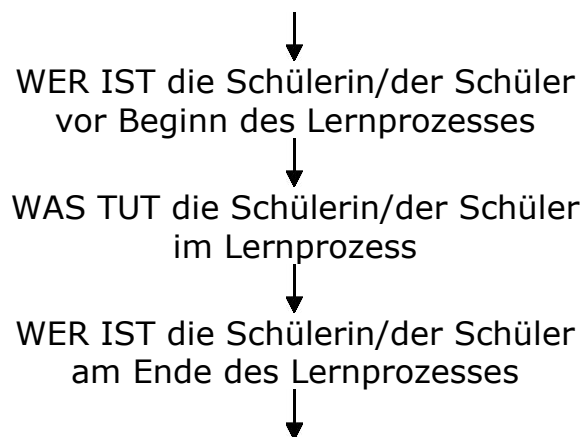 WER IST die Schülerin/der Schüler
vor Beginn des Lernprozesses
WAS TUT die Schülerin/der Schüler
im Lernprozess
WER IST die Schülerin/der Schüler
am Ende des Lernprozesses